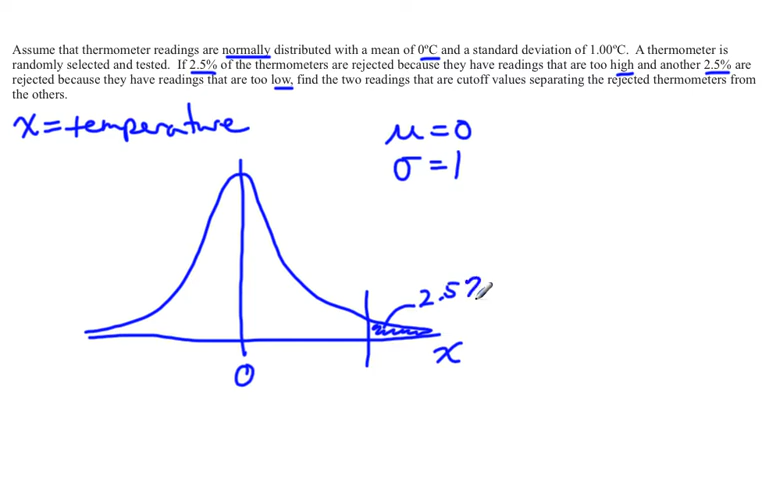 Assume that thermometer readings are normally distributed with a mean of 0ºC and a standard deviation of 1.00ºC. A thermometer is
randomly selected and tested. If 2.5% of the thermometers are rejected because they have readings that are too high and another 2.5% are
rejected because they have readings that are too low, find the two readings that are cutoff values separating the rejected thermometers from
the others.
x = temperature
μ = 0
σ = 1
2.5%
x
0